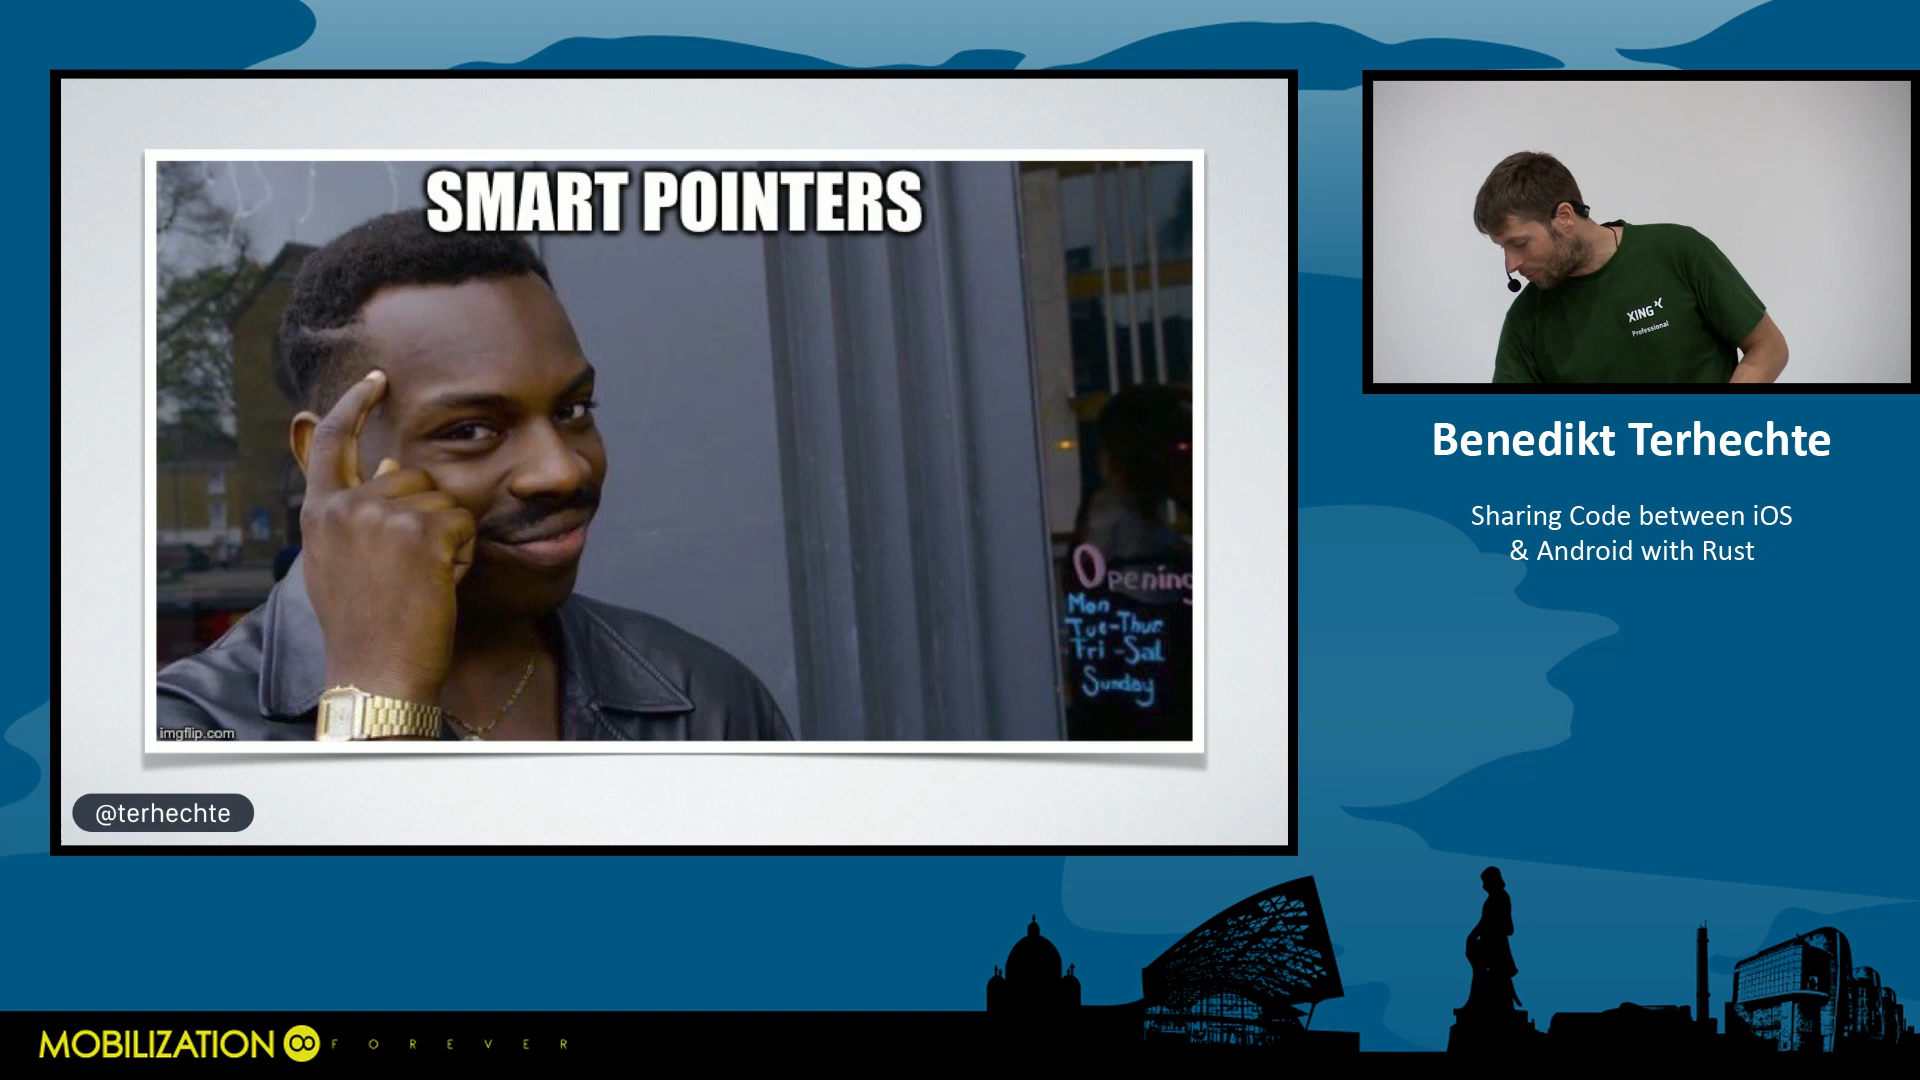 SMART POINTERS
Opening
Mon
Tue-Thur
Fri-Sat
Sunday
imgflip.com
@terhechte
XING
Professional
Benedikt Terhechte
Sharing Code between iOS
& Android with Rust
MOBILIZATION
FOREVER